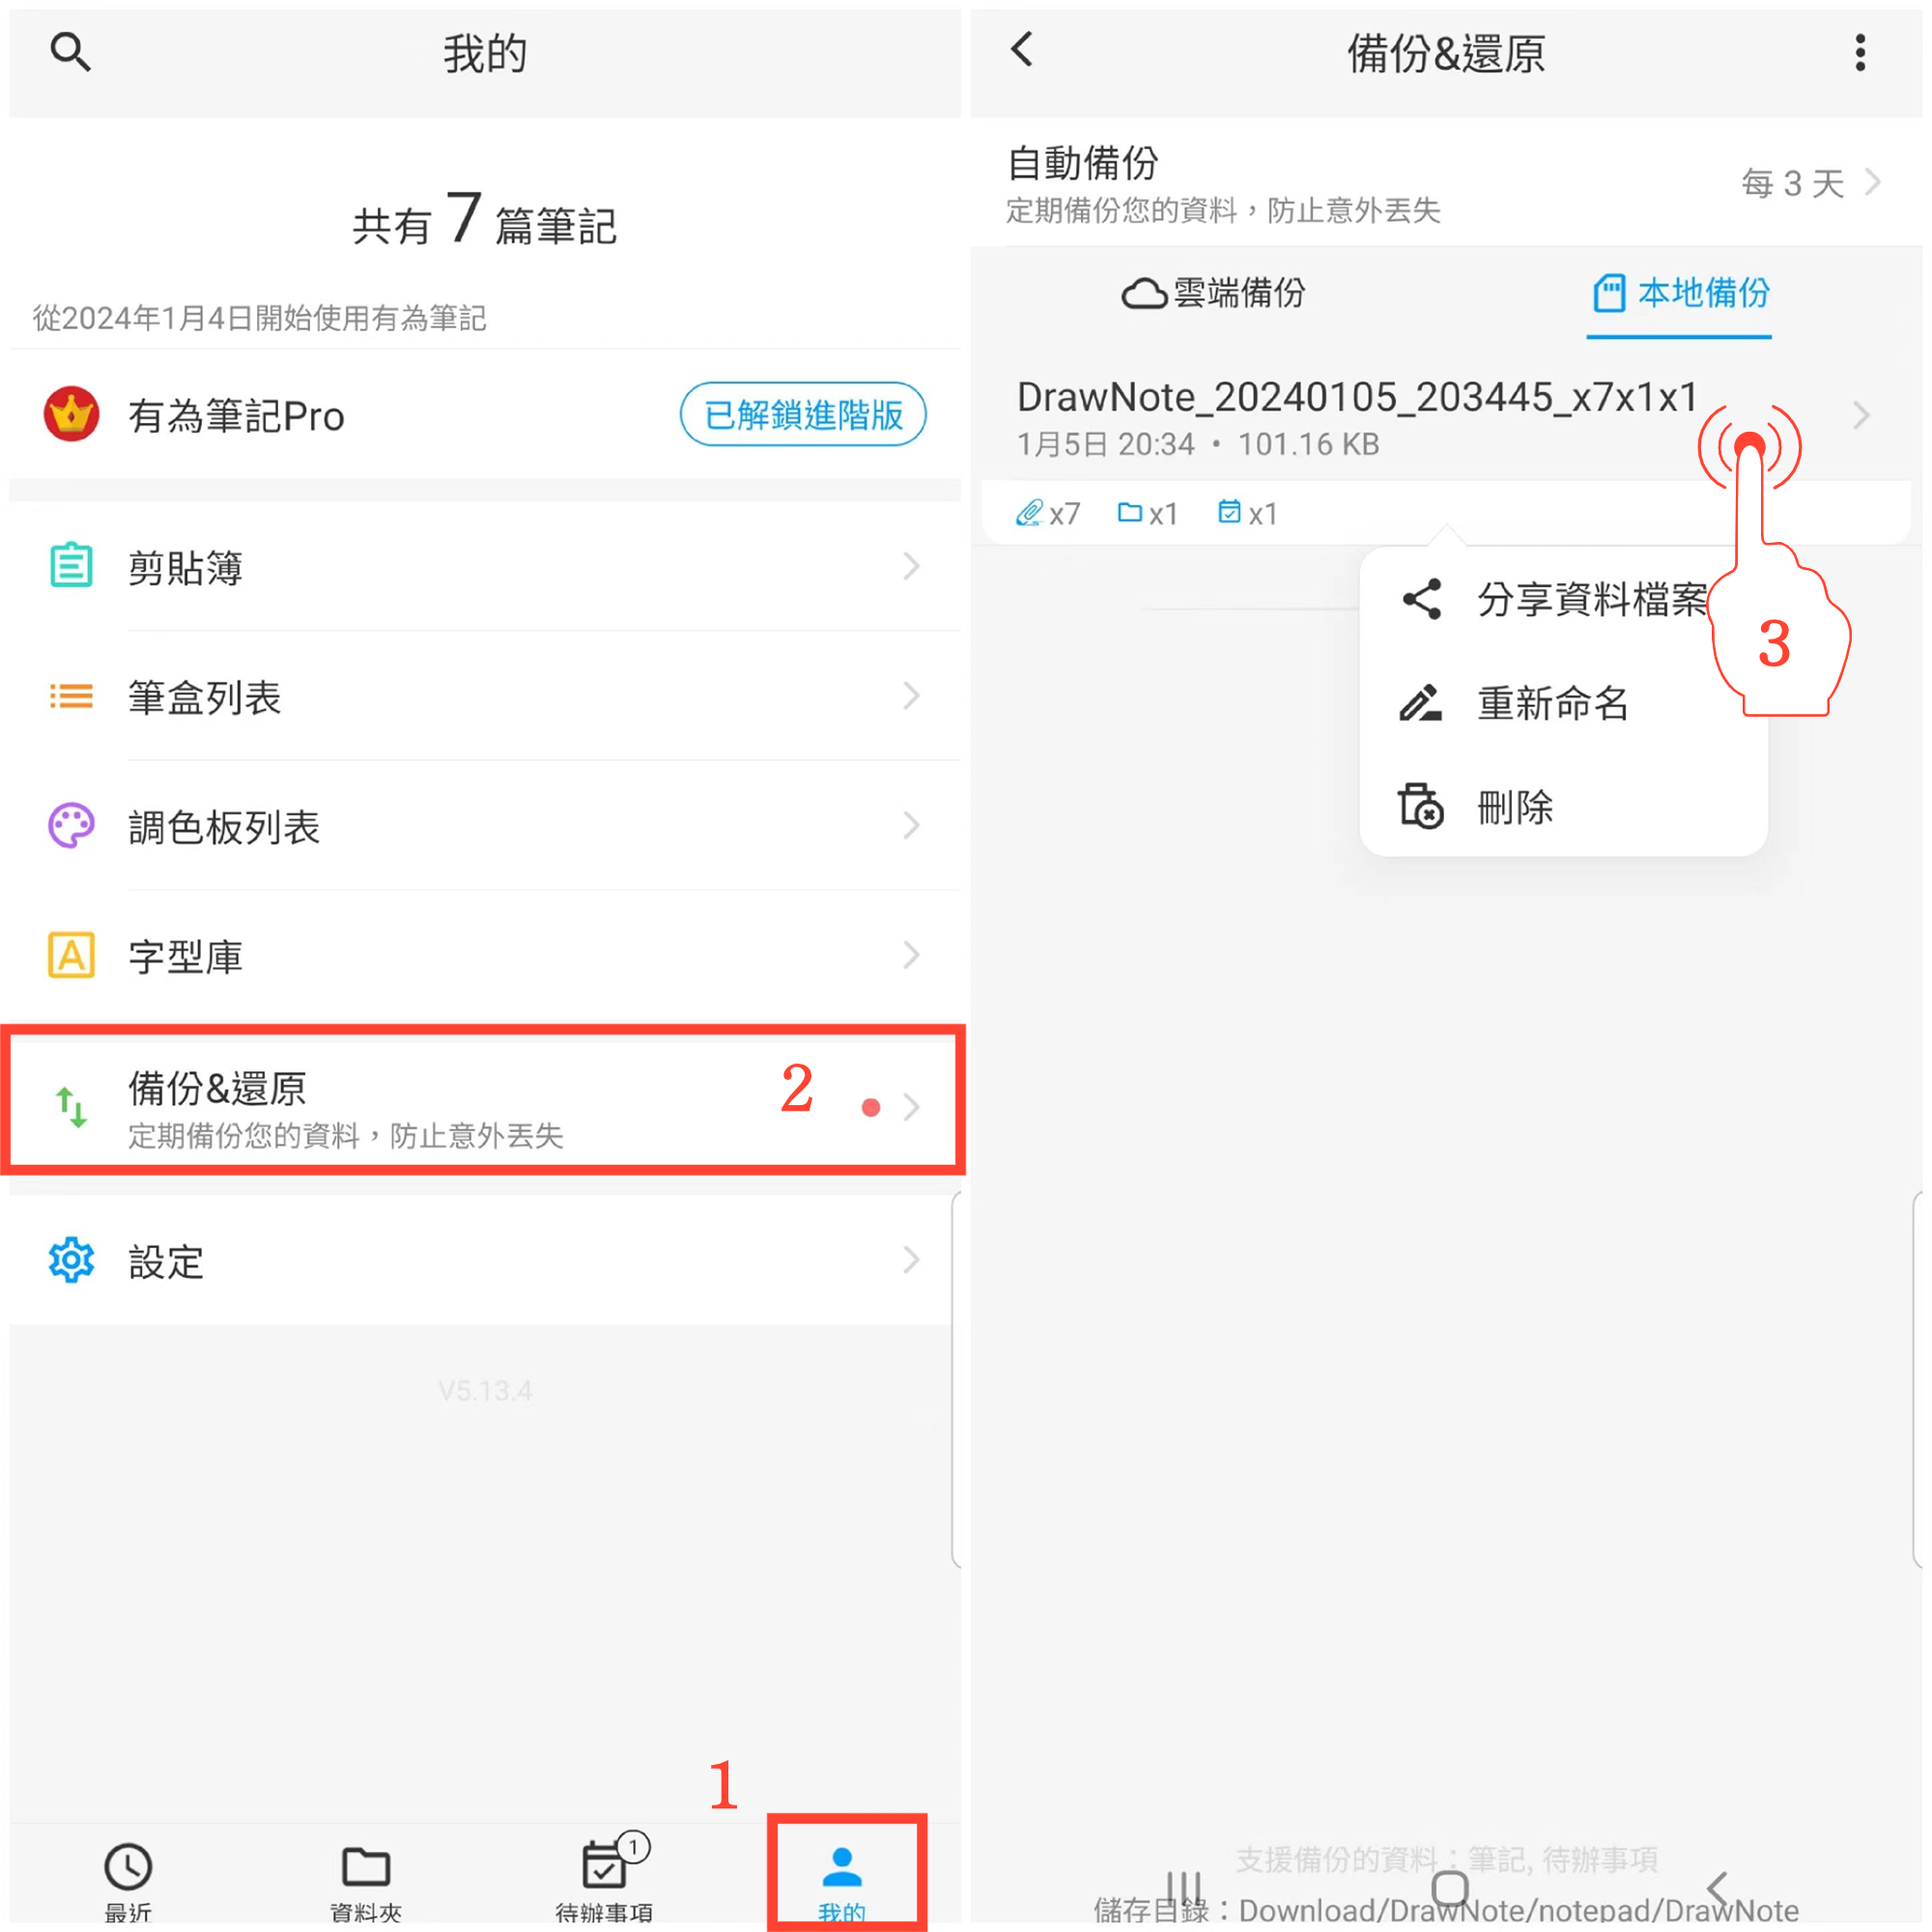 我的
共有 7 篇筆記
從2024年1月4日開始使用有為筆記
有為筆記Pro
已解鎖進階版
剪貼簿
筆盒列表
調色板列表
A 字型庫
備份&還原
定期備份您的資料，防止意外丟失
2
設定
V5.13.4
1
最近
資料夾
1
待辦事項
我的
備份&還原
自動備份
定期備份您的資料，防止意外丟失
每 3 天
雲端備份
本地備份
DrawNote_20240105_203445_x7x1x1
1月5日 20:34 • 101.16 KB
x7 x1 x1
分享資料檔案
3
重新命名
刪除
支援備份的資料：筆記, 待辦事項
儲存目錄：Download/DrawNote/notepad/DrawNote